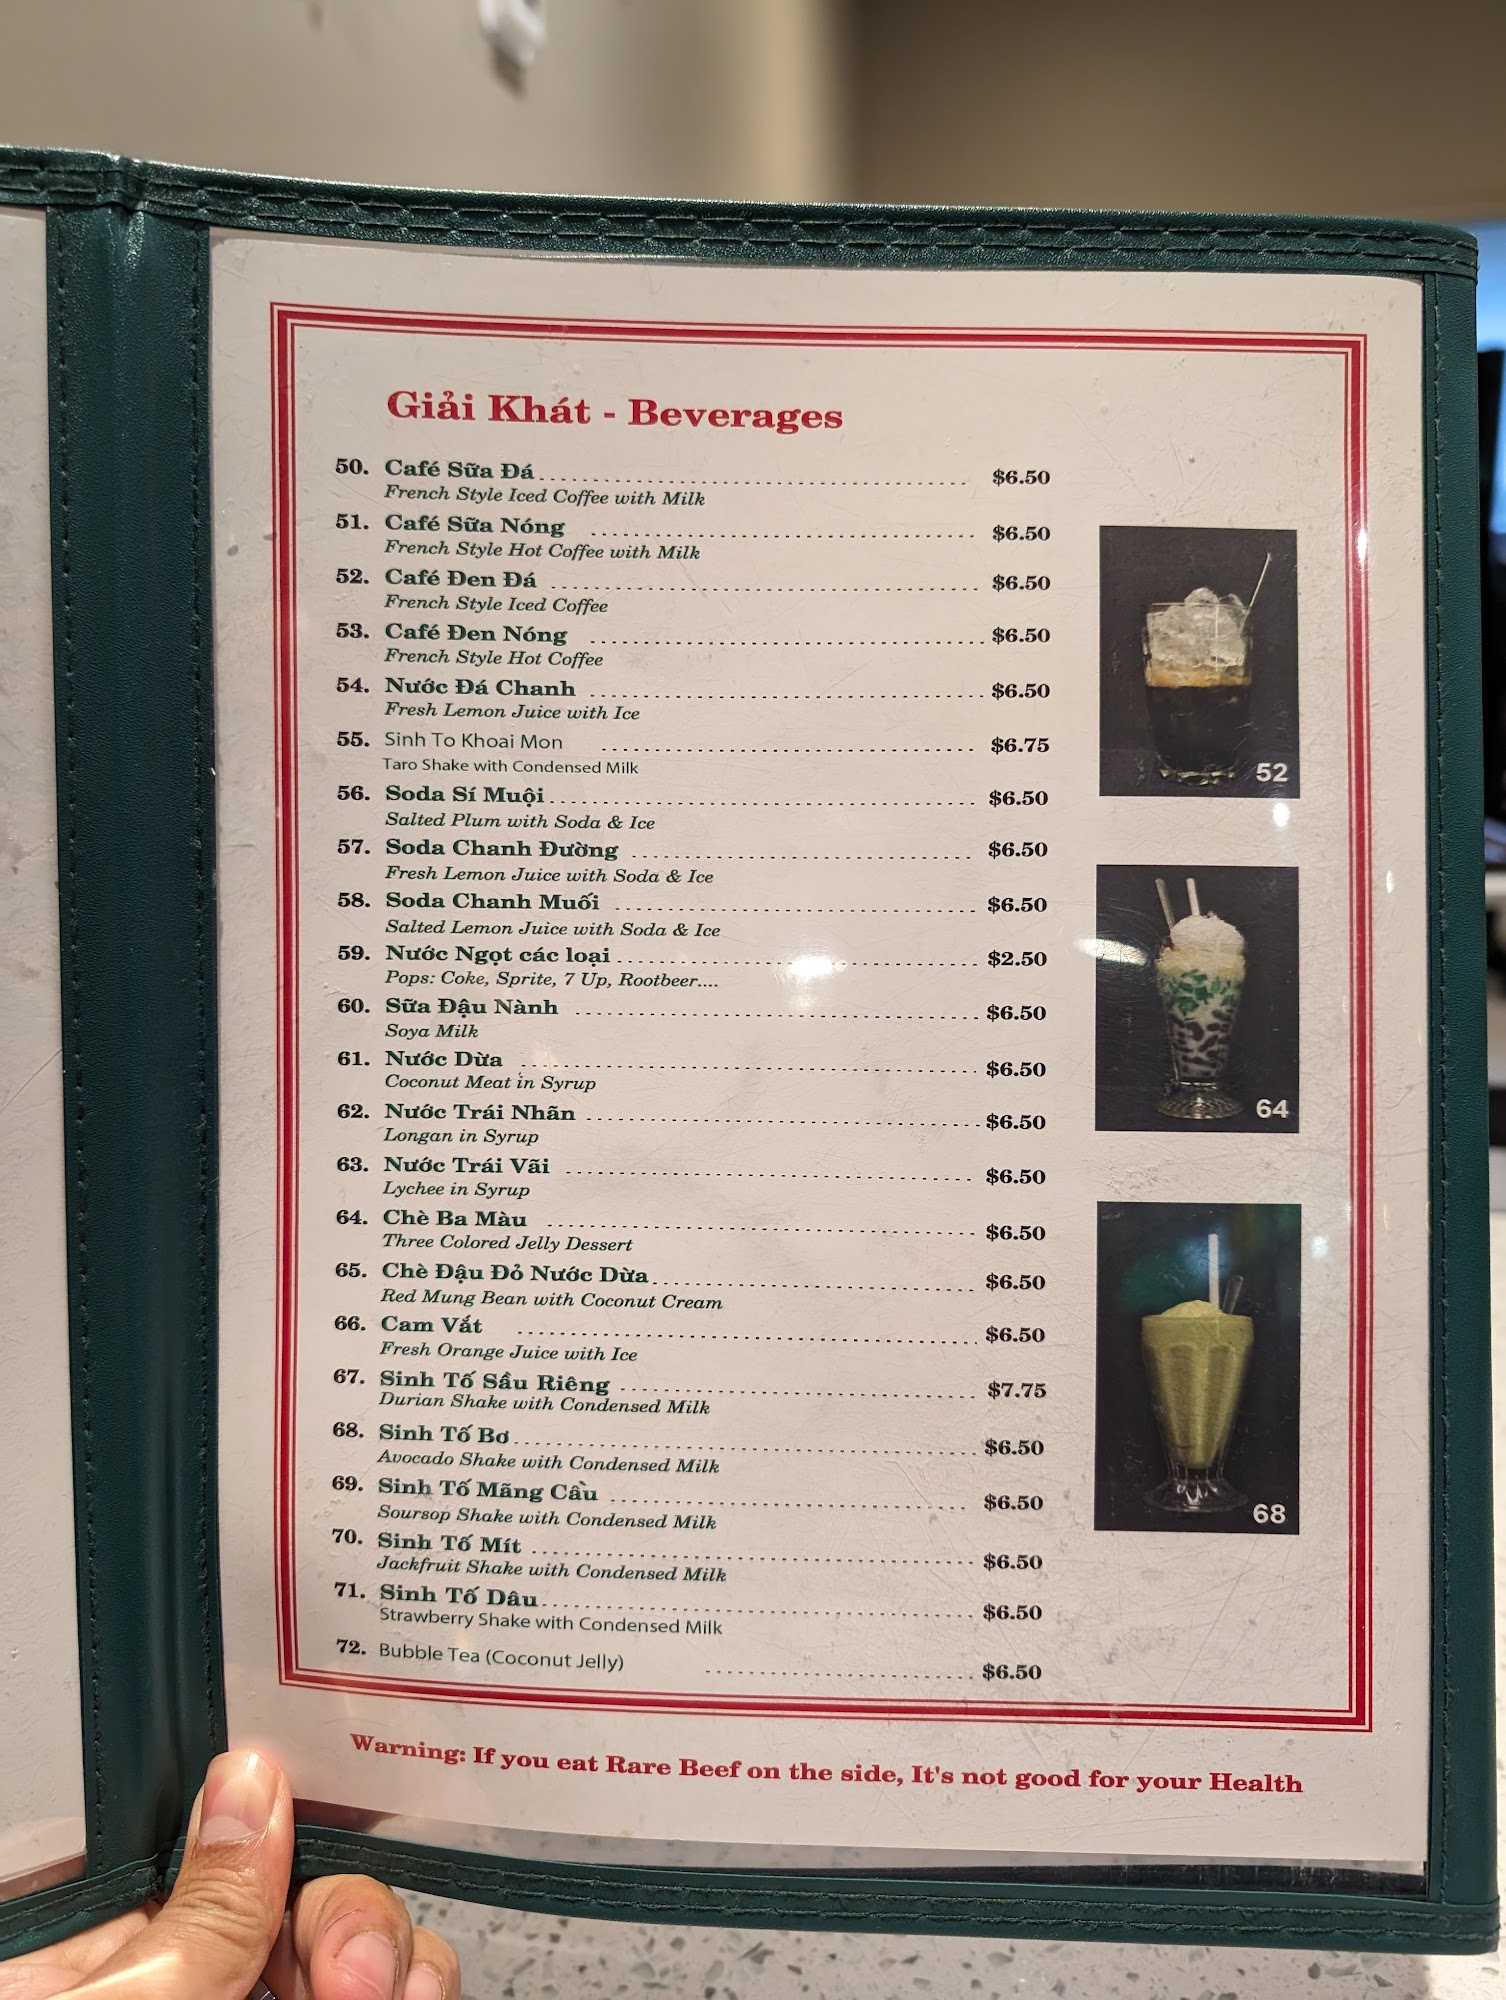 Giải Khát - Beverages
50. Café Sữa Đá $6.50
French Style Iced Coffee with Milk
51. Café Sữa Nóng $6.50
French Style Hot Coffee with Milk
52. Café Đen Đá $6.50
French Style Iced Coffee
53. Café Đen Nóng $6.50
French Style Hot Coffee
54. Nước Đá Chanh $6.50
Fresh Lemon Juice with Ice
55. Sinh To Khoai Mon $6.75
Taro Shake with Condensed Milk
56. Soda Sí Muội $6.50
Salted Plum with Soda & Ice
57. Soda Chanh Đường $6.50
Fresh Lemon Juice with Soda & Ice
58. Soda Chanh Muối $6.50
Salted Lemon Juice with Soda & Ice
59. Nước Ngọt các loại $2.50
Pops: Coke, Sprite, 7 Up, Rootbeer....
60. Sữa Đậu Nành $6.50
Soya Milk
61. Nước Dừa $6.50
Coconut Meat in Syrup
62. Nước Trái Nhãn $6.50
Longan in Syrup
63. Nước Trái Vãi $6.50
Lychee in Syrup
64. Chè Ba Màu $6.50
Three Colored Jelly Dessert
65. Chè Đậu Đỏ Nước Dừa $6.50
Red Mung Bean with Coconut Cream
66. Cam Vắt $6.50
Fresh Orange Juice with Ice
67. Sinh Tố Sầu Riêng $7.75
Durian Shake with Condensed Milk
68. Sinh Tố Bơ $6.50
Avocado Shake with Condensed Milk
69. Sinh Tố Mãng Cầu $6.50
Soursop Shake with Condensed Milk
70. Sinh Tố Mít $6.50
Jackfruit Shake with Condensed Milk
71. Sinh Tố Dâu $6.50
Strawberry Shake with Condensed Milk
72. Bubble Tea (Coconut Jelly) $6.50
52
64
68
Warning: If you eat Rare Beef on the side, It's not good for your Health